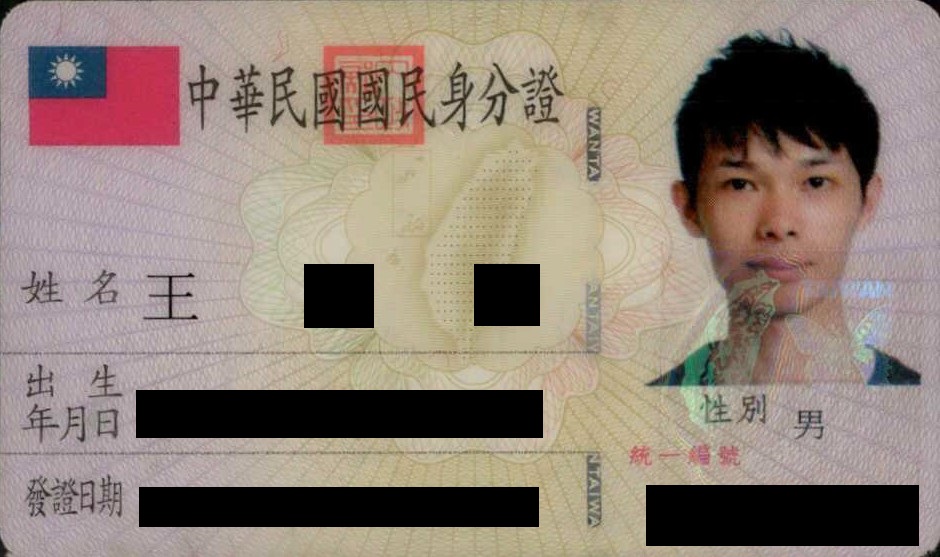 中華民國國民身分證
WANTA
姓名 王
ANTAI
出生
年月日
性別 男
統一編號
發證日期
NTAIWA